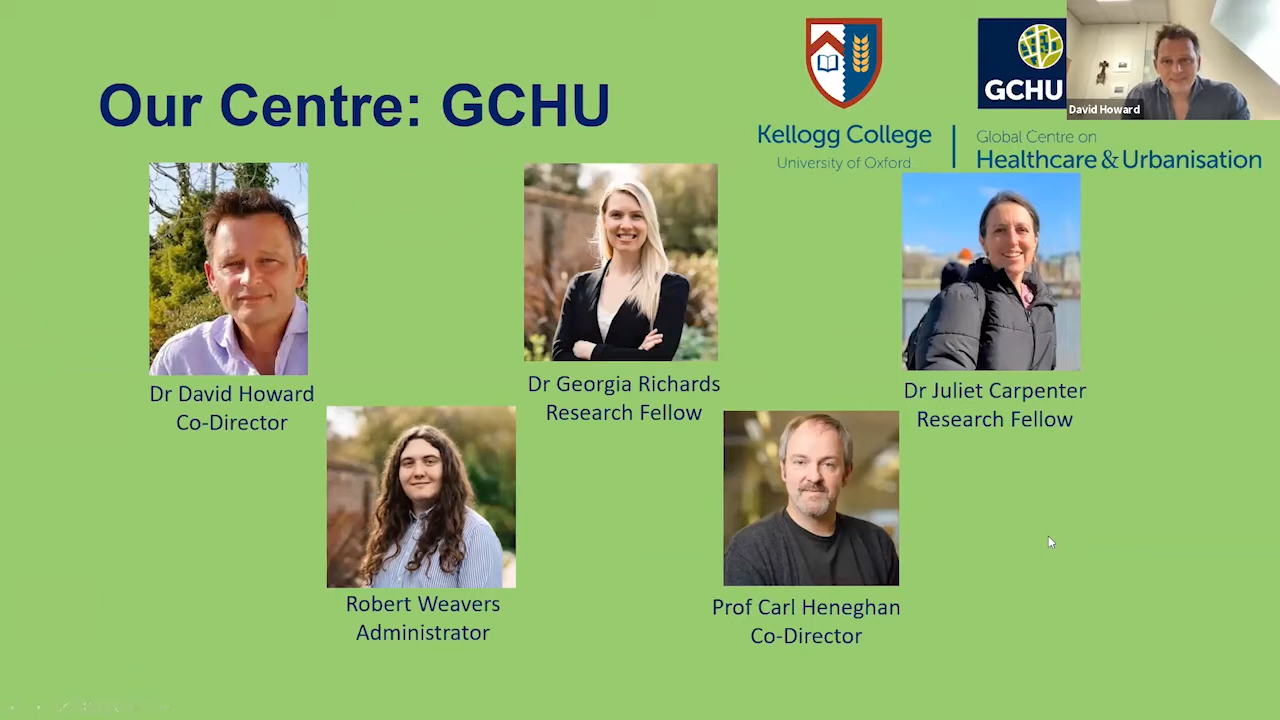 Our Centre: GCHU
Kellogg College
University of Oxford
GCHU
Global Centre on
Healthcare & Urbanisation
David Howard
Dr David Howard
Co-Director
Dr Georgia Richards
Research Fellow
Dr Juliet Carpenter
Research Fellow
Robert Weavers
Administrator
Prof Carl Heneghan
Co-Director